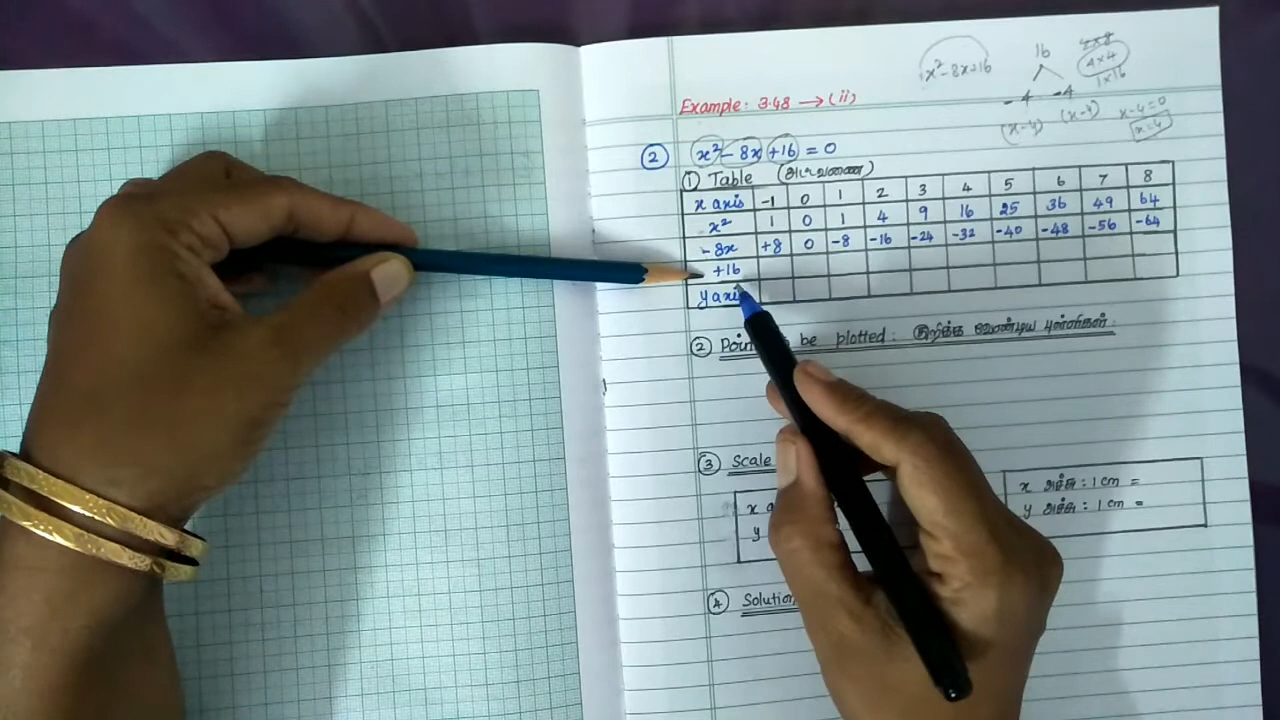 x²-8x+16
16
4×4
1×16
-4 -4
(x-4) (x-4)
x-4=0
x=4
Example: 3.48 → (ii)
② x² - 8x + 16 = 0
① Table (அட்டவணை)
x axis -1 0 1 2 3 4 5 6 7 8
x² 1 0 1 4 9 16 25 36 49 64
-8x +8 0 -8 -16 -24 -32 -40 -48 -56 -64
+16
y axis
② be plotted: குறிக்க வேண்டிய புள்ளிகள்:
③ Scale
x
y
x அச்சு: 1 cm =
y அச்சு: 1 cm =
④ Solution